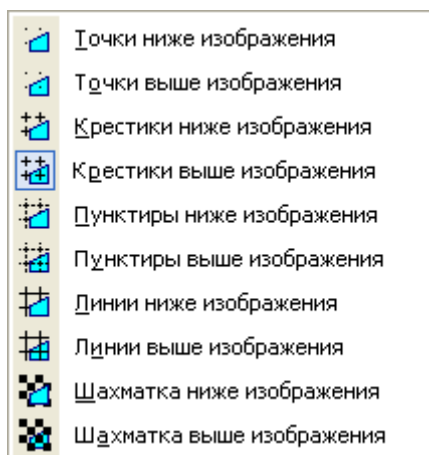 Точки ниже изображения
Точки выше изображения
Крестики ниже изображения
Крестики выше изображения
Пунктиры ниже изображения
Пунктиры выше изображения
Линии ниже изображения
Линии выше изображения
Шахматка ниже изображения
Шахматка выше изображения